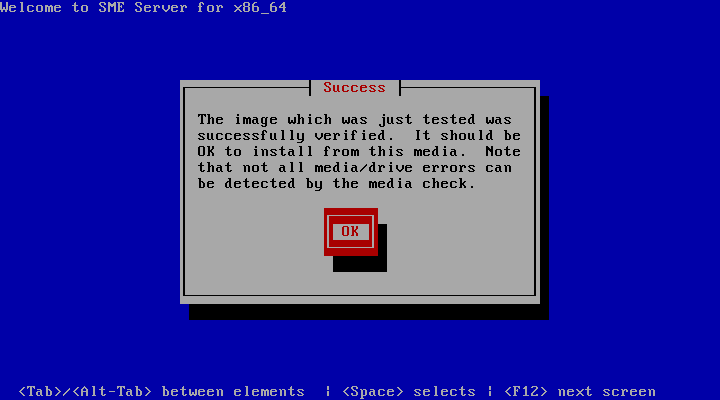 Welcome to SME Server for x86_64
Success
The image which was just tested was
successfully verified.  It should be
OK to install from this media.  Note
that not all media/drive errors can
be detected by the media check.
OK
<Tab>/<Alt-Tab> between elements  | <Space> selects | <F12> next screen